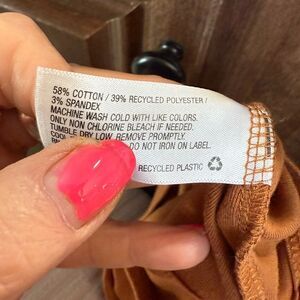 58% COTTON / 39% RECYCLED POLYESTER /
3% SPANDEX
MACHINE WASH COLD WITH LIKE COLORS.
ONLY NON CHLORINE BLEACH IF NEEDED.
TUMBLE DRY LOW. REMOVE PROMPTLY.
DO NOT IRON ON LABEL.
RECYCLED PLASTIC